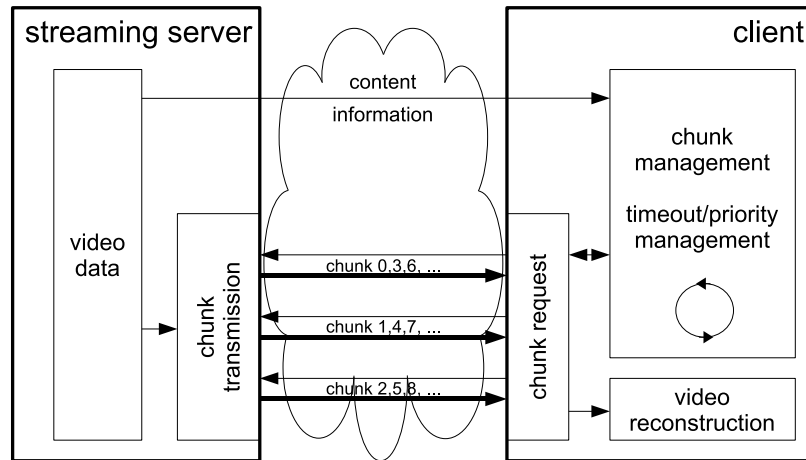 streaming server
client
content
information
video
data
chunk
transmission
chunk 0,3,6, ...
chunk 1,4,7, ...
chunk 2,5,8, ...
chunk request
chunk
management
timeout/priority
management
video
reconstruction